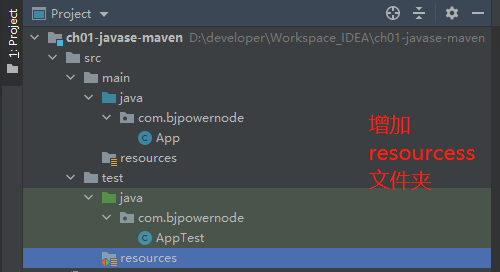 Project
1: Project
ch01-javase-maven D:\developer\Workspace_IDEA\ch01-javase-maven
src
main
java
com.bjpowernode
App
resources
test
java
com.bjpowernode
AppTest
resources
增加
resourcess
文件夹